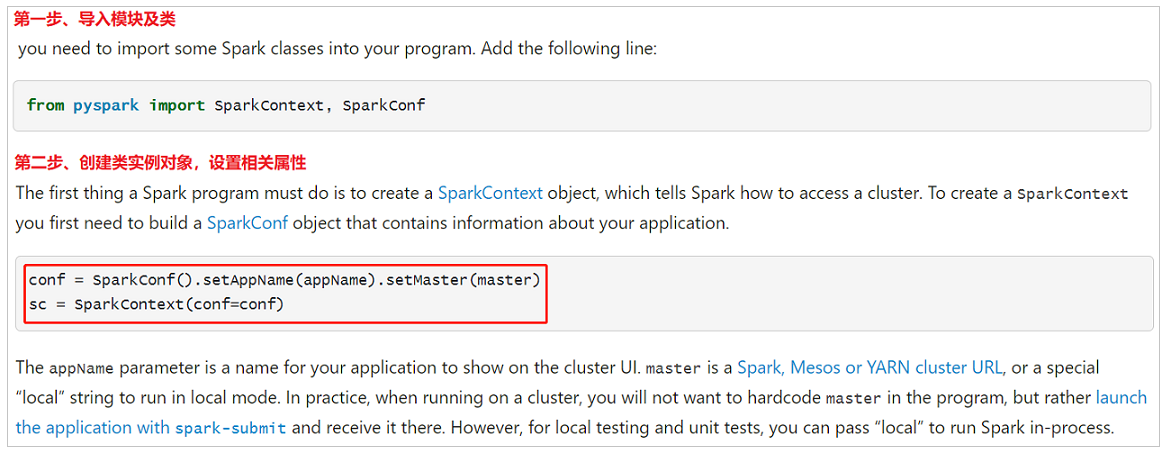 第一步、导入模块及类
you need to import some Spark classes into your program. Add the following line:
from pyspark import SparkContext, SparkConf
第二步、创建类实例对象，设置相关属性
The first thing a Spark program must do is to create a SparkContext object, which tells Spark how to access a cluster. To create a SparkContext
you first need to build a SparkConf object that contains information about your application.
conf = SparkConf().setAppName(appName).setMaster(master)
sc = SparkContext(conf=conf)
The appName parameter is a name for your application to show on the cluster UI. master is a Spark, Mesos or YARN cluster URL, or a special
“local” string to run in local mode. In practice, when running on a cluster, you will not want to hardcode master in the program, but rather launch
the application with spark-submit and receive it there. However, for local testing and unit tests, you can pass “local” to run Spark in-process.